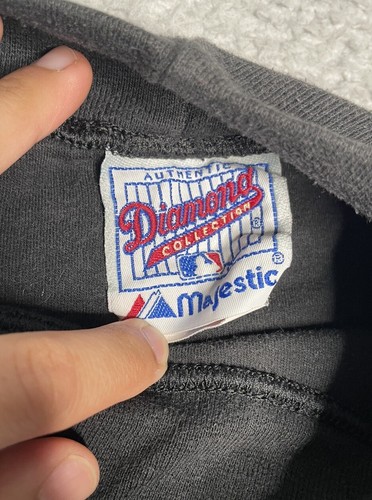 AUTHENTIC
Diamond ®
COLLECTION
Majestic ®